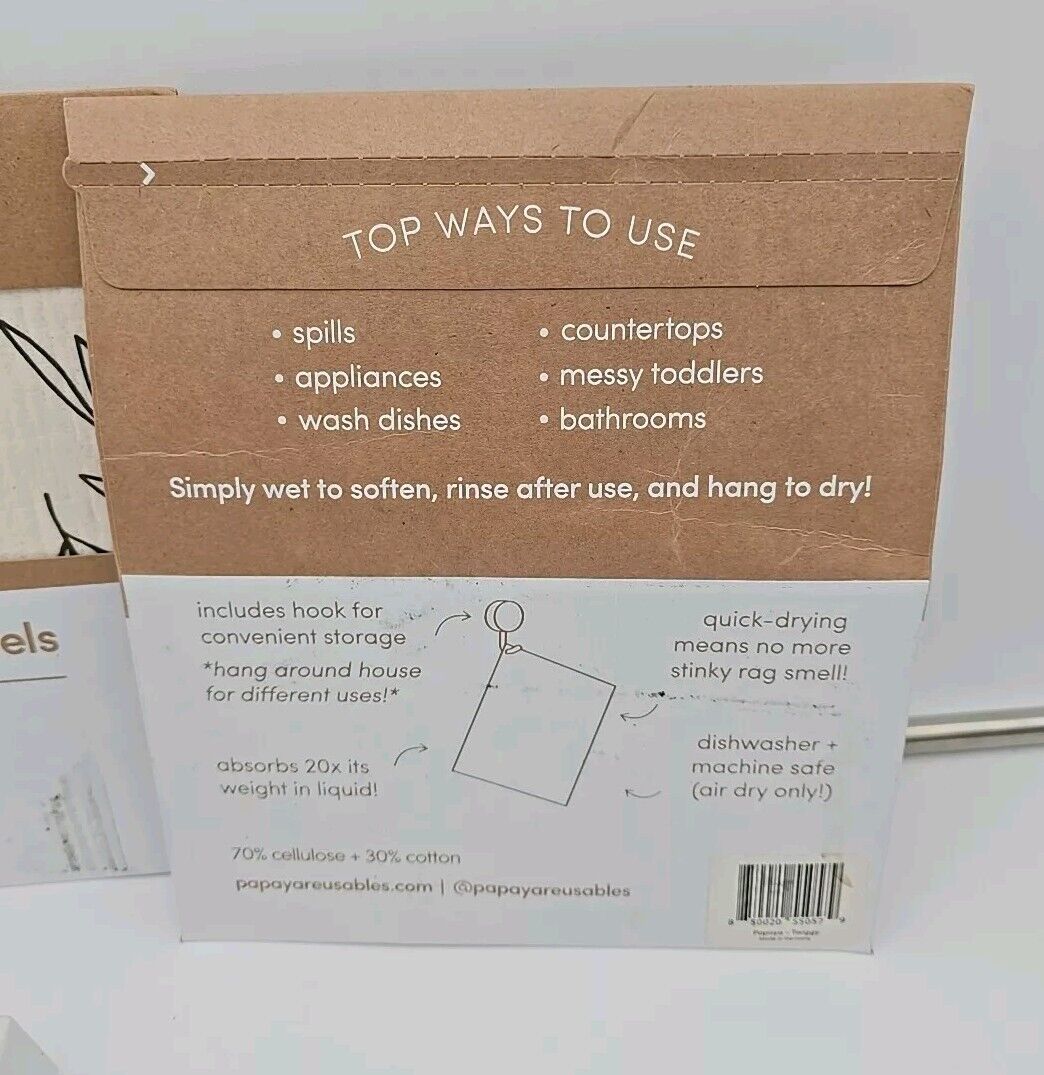 TOP WAYS TO USE
• spills
• appliances
• wash dishes
• countertops
• messy toddlers
• bathrooms
Simply wet to soften, rinse after use, and hang to dry!
includes hook for
convenient storage
*hang around house
for different uses!*
absorbs 20x its
weight in liquid!
quick-drying
means no more
stinky rag smell!
dishwasher +
machine safe
(air dry only!)
70% cellulose + 30% cotton
papayareusables.com | @papayareusables
els